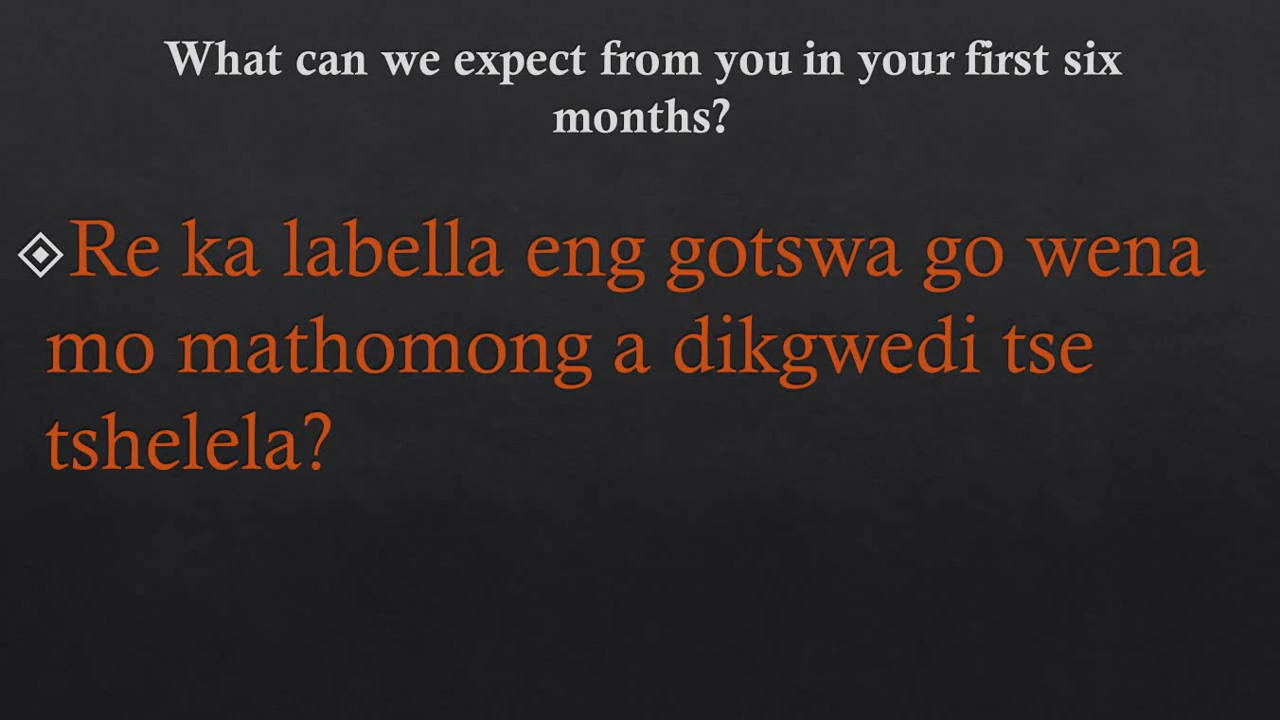 What can we expect from you in your first six
months?
Re ka labella eng gotswa go wena
mo mathomong a dikgwedi tse
tshelela?